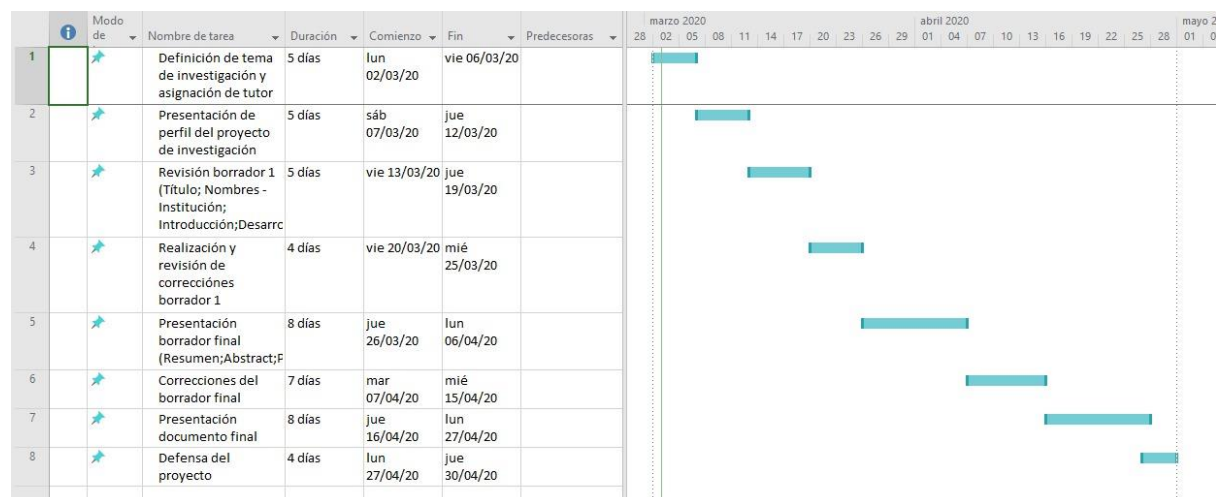 marzo 2020 abril 2020 mayo 2
Modo
de Nombre de tarea Duración Comienzo Fin Predecesoras 28 02 05 08 11 14 17 20 23 26 29 01 04 07 10 13 16 19 22 25 28 01 0
1 Definición de tema 5 días lun vie 06/03/20
de investigación y 02/03/20
asignación de tutor
2 Presentación de 5 días sáb jue
perfil del proyecto 07/03/20 12/03/20
de investigación
3 Revisión borrador 1 5 días vie 13/03/20 jue
(Título; Nombres - 19/03/20
Institución;
Introducción;Desarrc
4 Realización y 4 días vie 20/03/20 mié
revisión de 25/03/20
correcciónes
borrador 1
5 Presentación 8 días jue lun
borrador final 26/03/20 06/04/20
(Resumen;Abstract;F
6 Correcciones del 7 días mar mié
borrador final 07/04/20 15/04/20
7 Presentación 8 días jue lun
documento final 16/04/20 27/04/20
8 Defensa del 4 días lun jue
proyecto 27/04/20 30/04/20